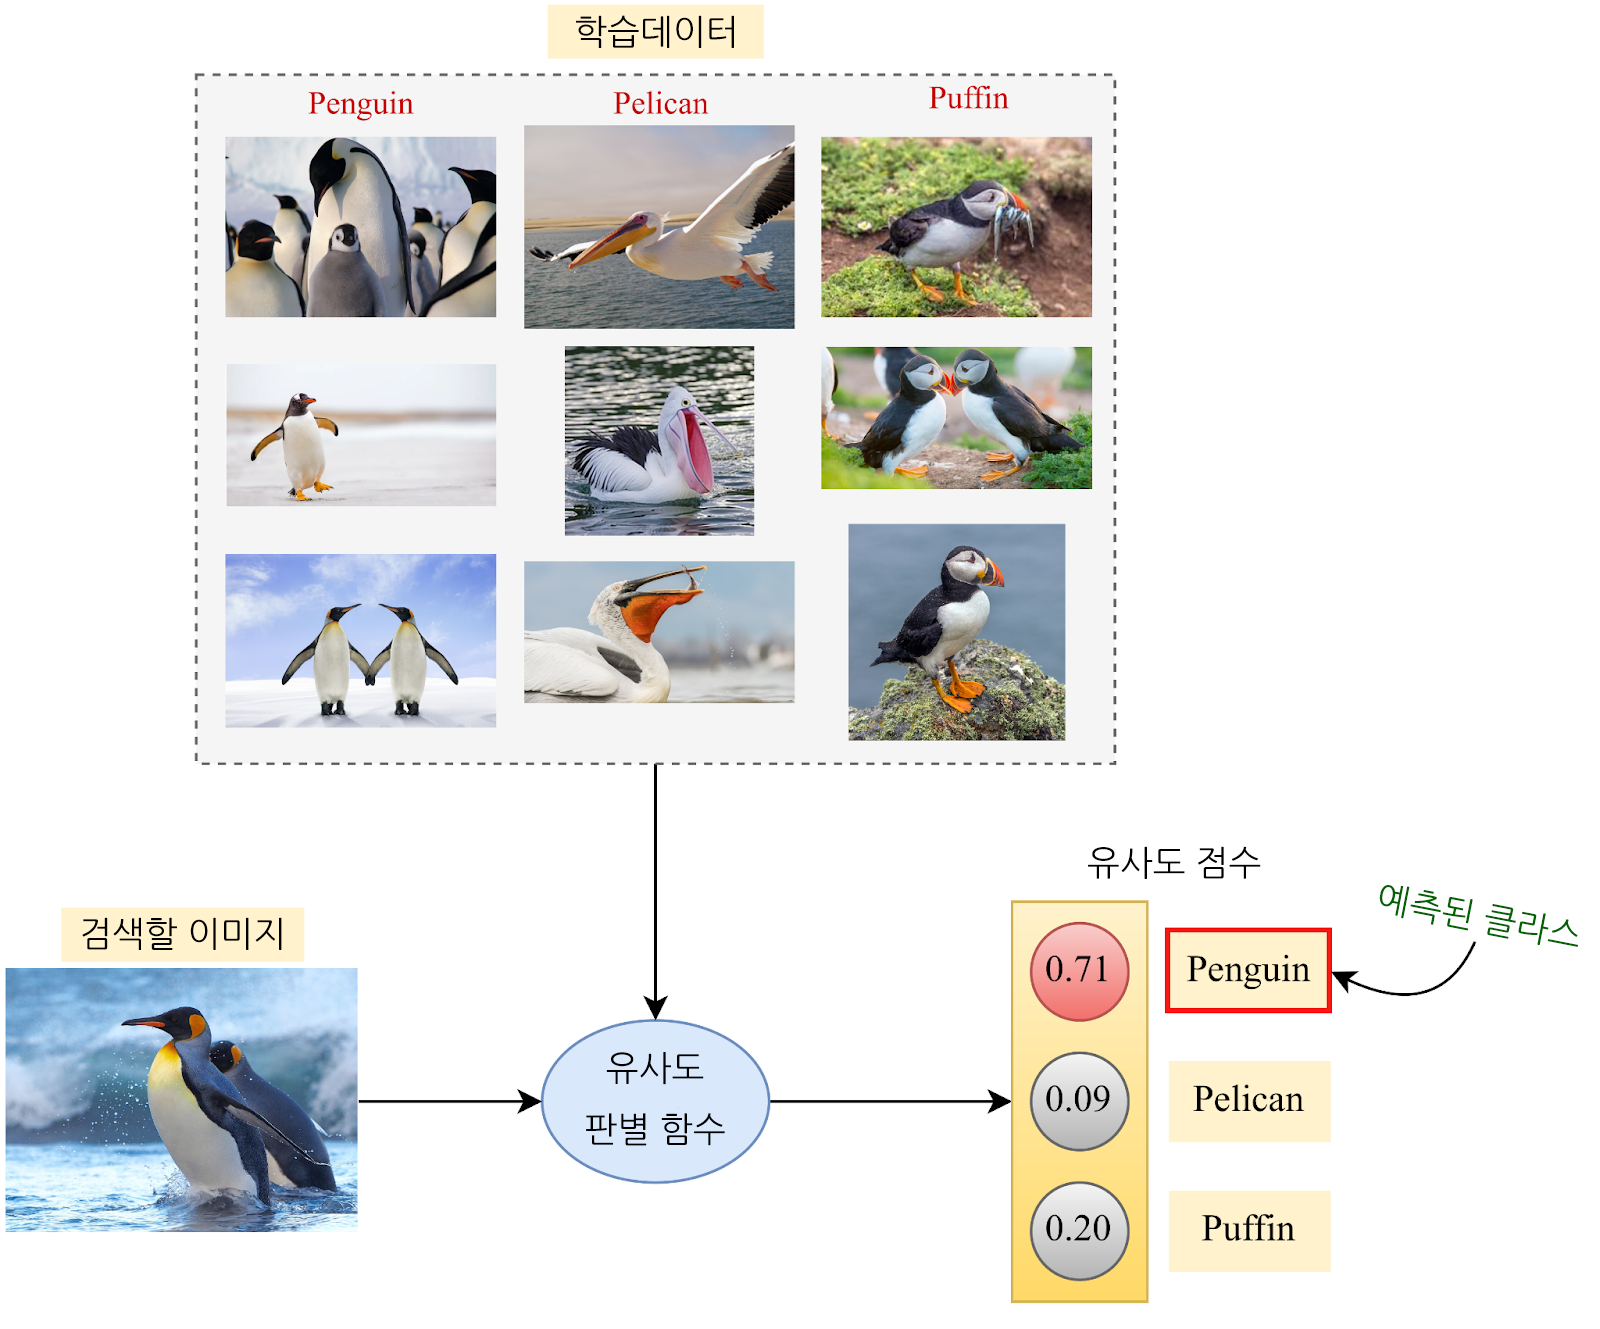 학습데이터
Penguin
Pelican
Puffin
유사도 점수
예측된 클라스
검색할 이미지
0.71
Penguin
유사도
판별 함수
0.09
Pelican
0.20
Puffin